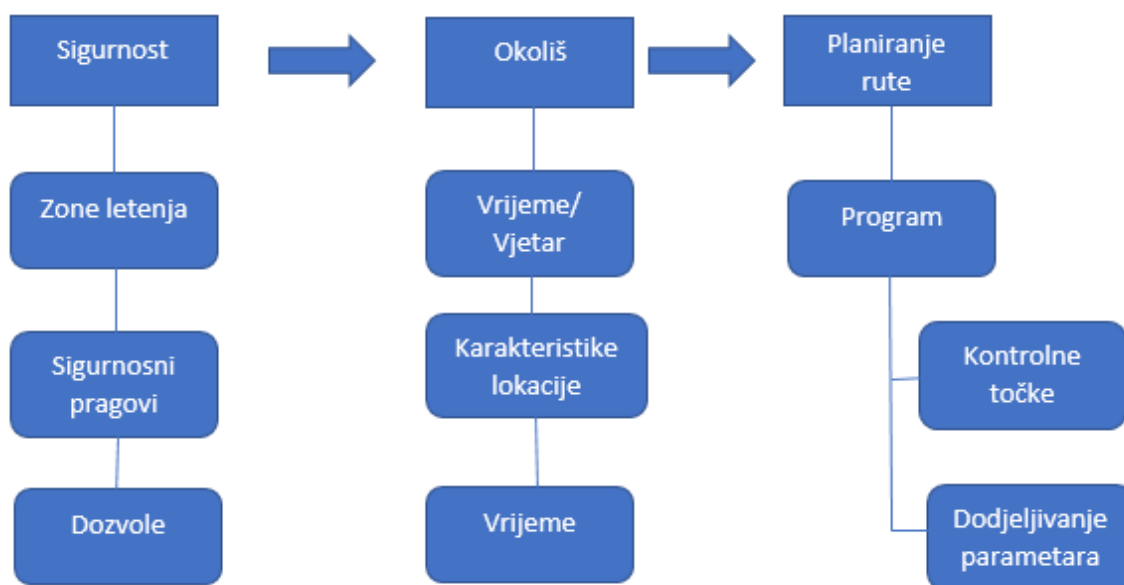 Sigurnost
Zone letenja
Sigurnosni
pragovi
Dozvole
Okoliš
Vrijeme/
Vjetar
Karakteristike
lokacije
Vrijeme
Planiranje
rute
Program
Kontrolne
točke
Dodjeljivanje
parametara